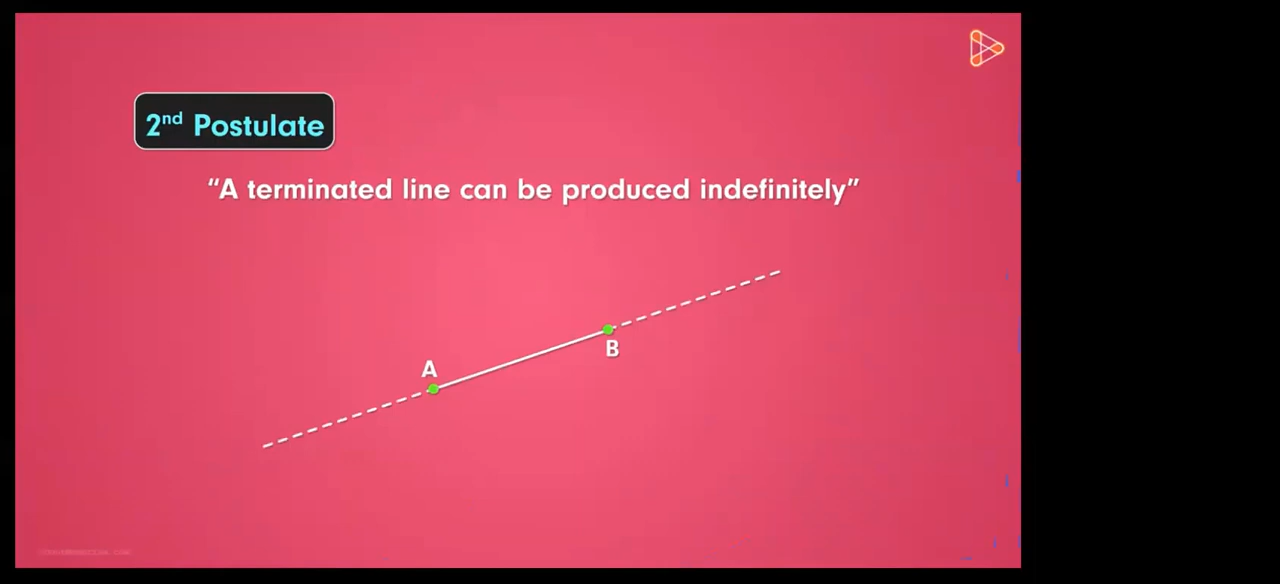 2nd Postulate
“A terminated line can be produced indefinitely”
A
B